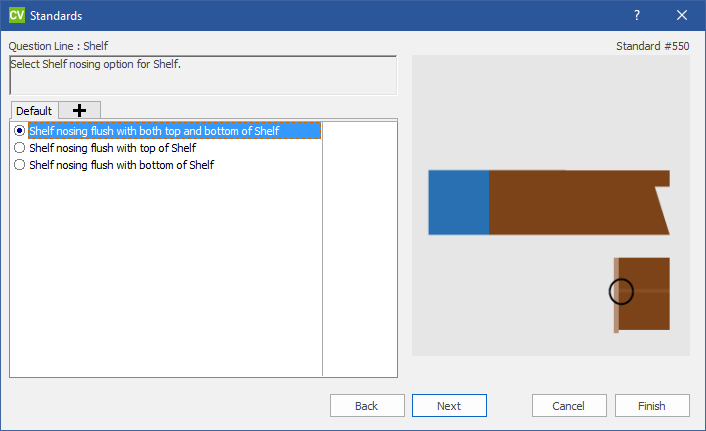 CV Standards ?
Question Line : Shelf Standard #550
Select Shelf nosing option for Shelf.
Default
Shelf nosing flush with both top and bottom of Shelf
Shelf nosing flush with top of Shelf
Shelf nosing flush with bottom of Shelf
Back Next Cancel Finish